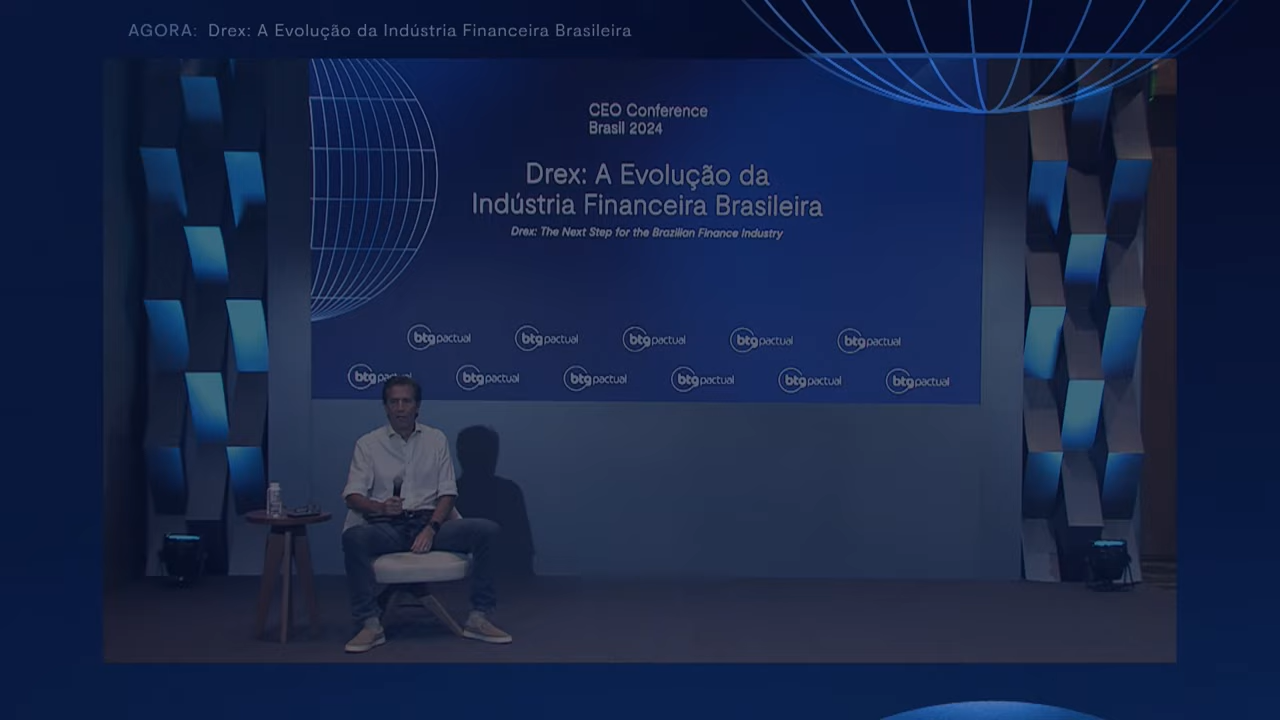 AGORA: Drex: A Evolução da Indústria Financeira Brasileira
CEO Conference
Brasil 2024
Drex: A Evolução da
Indústria Financeira Brasileira
Drex: The Next Step for the Brazilian Finance Industry
btg pactual btg pactual btg pactual btg pactual btg pactual
btg pactual btg pactual btg pactual btg pactual btg pactual btg pactual